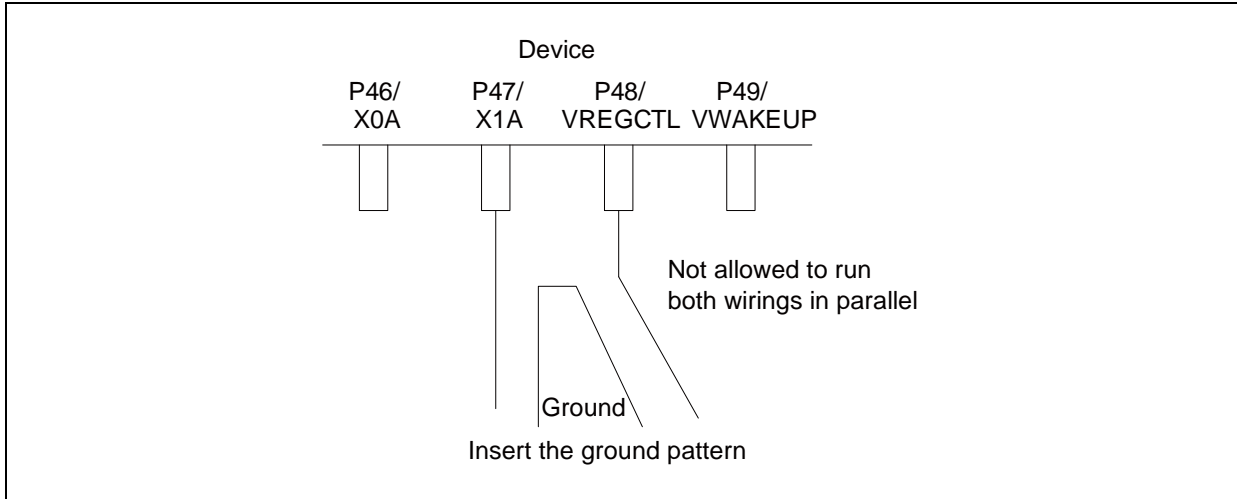 Device
P46/ P47/ P48/ P49/
X0A X1A VREGCTL VWAKEUP
Not allowed to run
both wirings in parallel
Ground
Insert the ground pattern